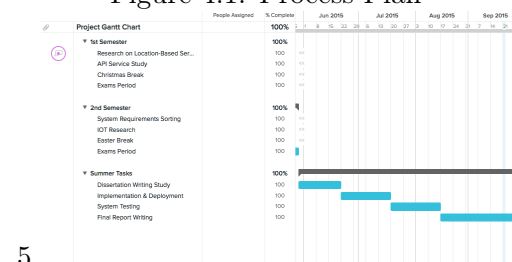 Figure 4.1: Process Plan
People Assigned % Complete Jun 2015 Jul 2015 Aug 2015 Sep 2015
Project Gantt Chart 100%
1st Semester 100%
Research on Location-Based Ser... 100
API Service Study 100
Christmas Break 100
Exams Period 100
2nd Semester 100%
System Requirements Sorting 100
IOT Research 100
Easter Break 100
Exams Period 100
Summer Tasks 100%
Dissertation Writing Study 100
Implementation & Deployment 100
System Testing 100
Final Report Writing 100
5